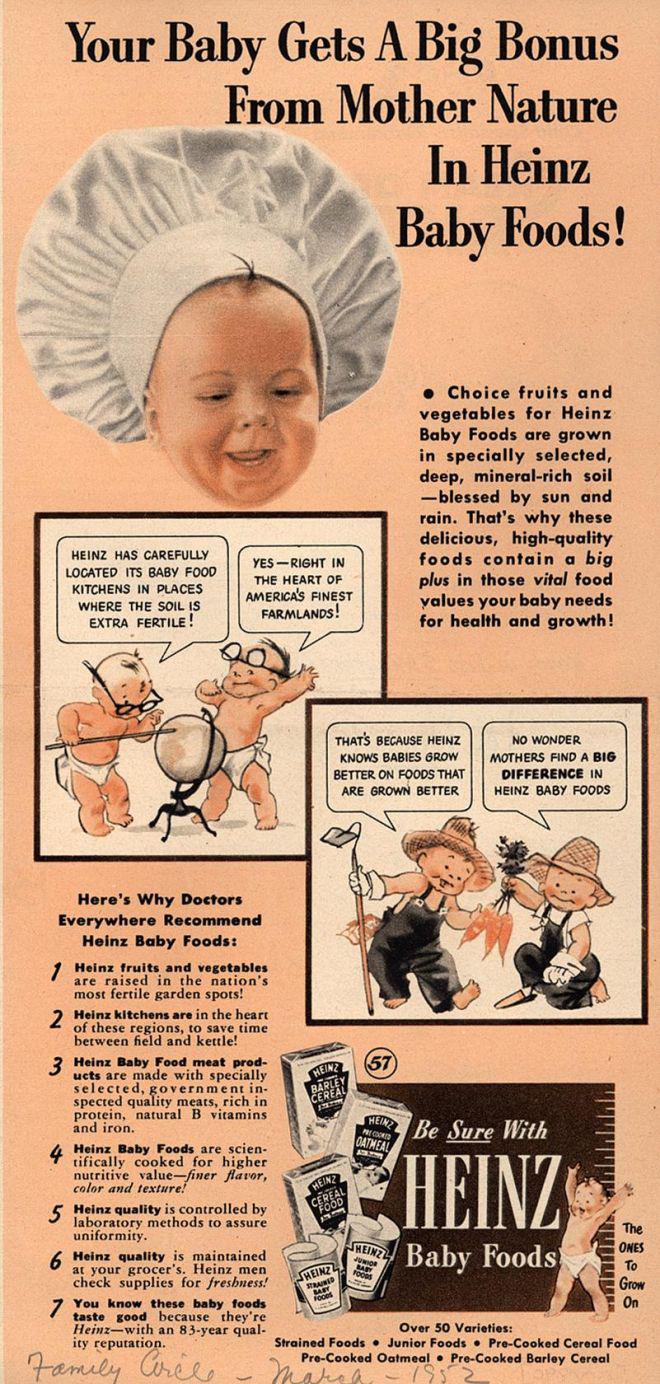 Your Baby Gets A Big Bonus
From Mother Nature
In Heinz
Baby Foods!
• Choice fruits and
vegetables for Heinz
Baby Foods are grown
in specially selected,
deep, mineral-rich soil
—blessed by sun and
rain. That's why these
delicious, high-quality
foods contain a big
plus in those vital food
values your baby needs
for health and growth!
HEINZ HAS CAREFULLY
LOCATED ITS BABY FOOD
KITCHENS IN PLACES
WHERE THE SOIL IS
EXTRA FERTILE!
YES—RIGHT IN
THE HEART OF
AMERICA'S FINEST
FARMLANDS!
THAT'S BECAUSE HEINZ
KNOWS BABIES GROW
BETTER ON FOODS THAT
ARE GROWN BETTER
NO WONDER
MOTHERS FIND A BIG
DIFFERENCE IN
HEINZ BABY FOODS
Here's Why Doctors
Everywhere Recommend
Heinz Baby Foods:
1 Heinz fruits and vegetables
are raised in the nation's
most fertile garden spots!
2 Heinz kitchens are in the heart
of these regions, to save time
between field and kettle!
3 Heinz Baby Food meat prod-
ucts are made with specially
selected, government in-
spected quality meats, rich in
protein, natural B vitamins
and iron.
4 Heinz Baby Foods are scien-
tifically cooked for higher
nutritive value—finer flavor,
color and texture!
5 Heinz quality is controlled by
laboratory methods to assure
uniformity.
6 Heinz quality is maintained
at your grocer's. Heinz men
check supplies for freshness!
7 You know these baby foods
taste good because they're
Heinz—with an 83-year qual-
ity reputation.
57
HEINZ
BARLEY
CEREAL
HEINZ
PRE-COOKED
OATMEAL
HEINZ
CEREAL
FOOD
HEINZ
STRAINED
BABY
FOODS
HEINZ
JUNIOR
BABY
FOODS
Be Sure With
HEINZ
Baby Foods
The
ONES
To
Grow
On
Over 50 Varieties:
Strained Foods • Junior Foods • Pre-Cooked Cereal Food
Pre-Cooked Oatmeal • Pre-Cooked Barley Cereal
Family Circle – March – 1952